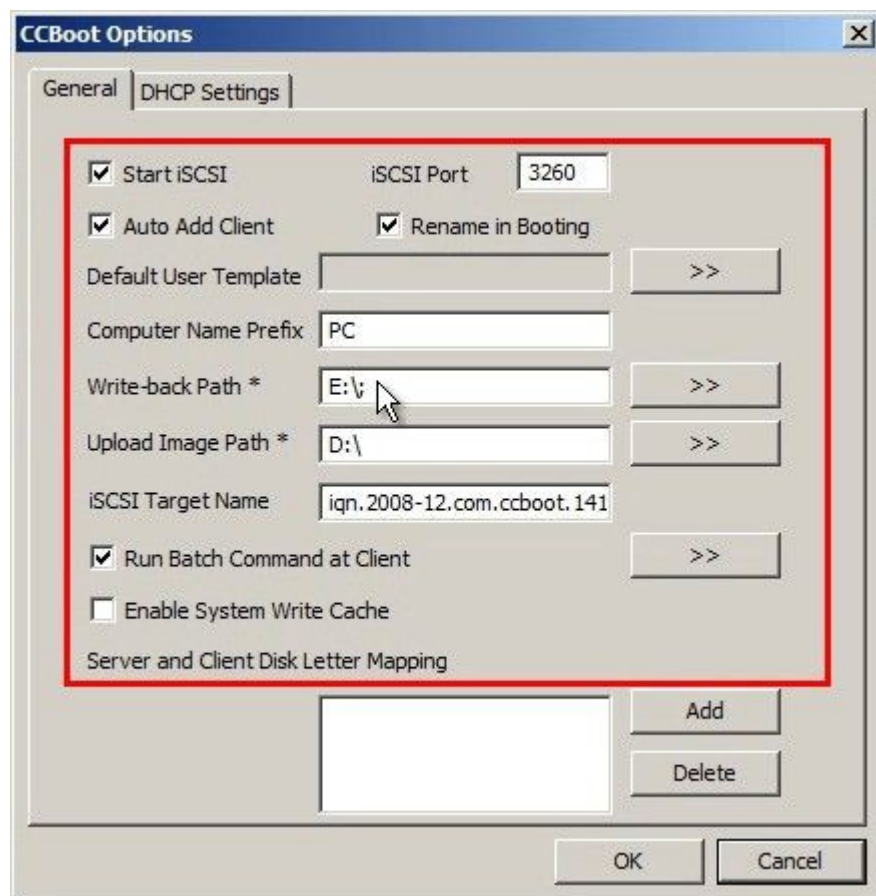 CCBoot Options
General DHCP Settings
Start iSCSI iSCSI Port 3260
Auto Add Client Rename in Booting
Default User Template >>
Computer Name Prefix PC
Write-back Path * E:\; >>
Upload Image Path * D:\ >>
iSCSI Target Name iqn.2008-12.com.ccboot.141
Run Batch Command at Client >>
Enable System Write Cache
Server and Client Disk Letter Mapping
Add
Delete
OK Cancel